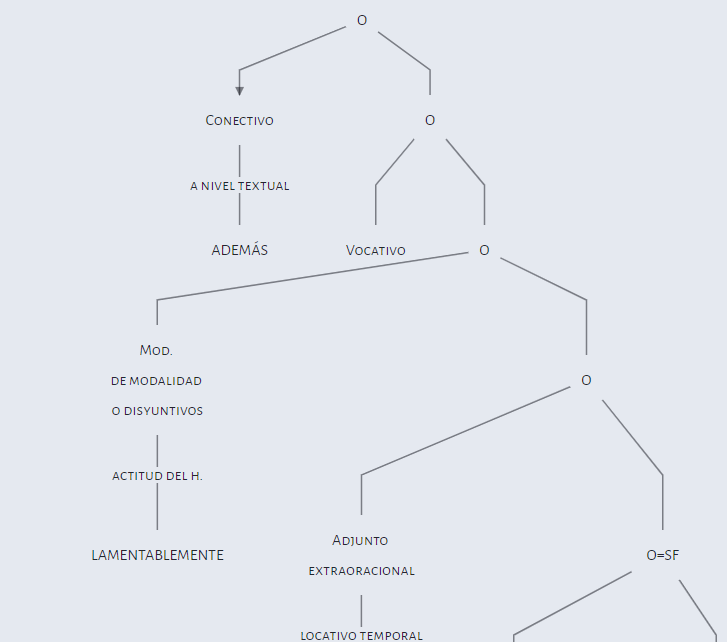 O
Conectivo
O
a nivel textual
ADEMÁS
Vocativo
O
Mod.
de modalidad
o disyuntivos
O
actitud del h.
LAMENTABLEMENTE
Adjunto
extraoracional
O=SF
locativo temporal